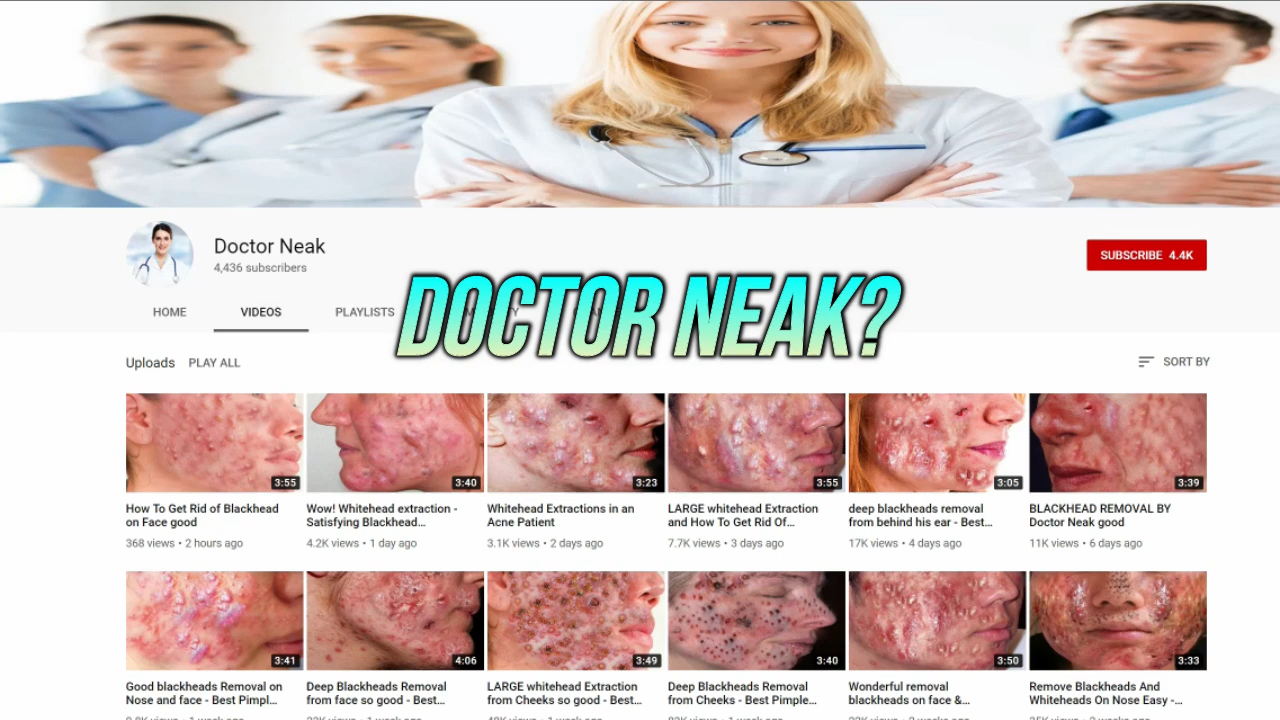 Doctor Neak
4,436 subscribers
SUBSCRIBE 4.4K
HOME VIDEOS PLAYLISTS
DOCTOR NEAK?
Uploads PLAY ALL
SORT BY
3:55 3:40 3:23 3:55 3:05 3:39
How To Get Rid of Blackhead
on Face good
368 views • 2 hours ago
Wow! Whitehead extraction -
Satisfying Blackhead...
4.2K views • 1 day ago
Whitehead Extractions in an
Acne Patient
3.1K views • 2 days ago
LARGE whitehead Extraction
and How To Get Rid Of...
7.7K views • 3 days ago
deep blackheads removal
from behind his ear - Best...
17K views • 4 days ago
BLACKHEAD REMOVAL BY
Doctor Neak good
11K views • 6 days ago
3:41 4:06 3:49 3:40 3:50 3:33
Good blackheads Removal on
Nose and face - Best Pimpl...
Deep Blackheads Removal
from face so good - Best...
LARGE whitehead Extraction
from Cheeks so good - Best...
Deep Blackheads Removal
from Cheeks - Best Pimple...
Wonderful removal
blackheads on face &...
Remove Blackheads And
Whiteheads On Nose Easy -...